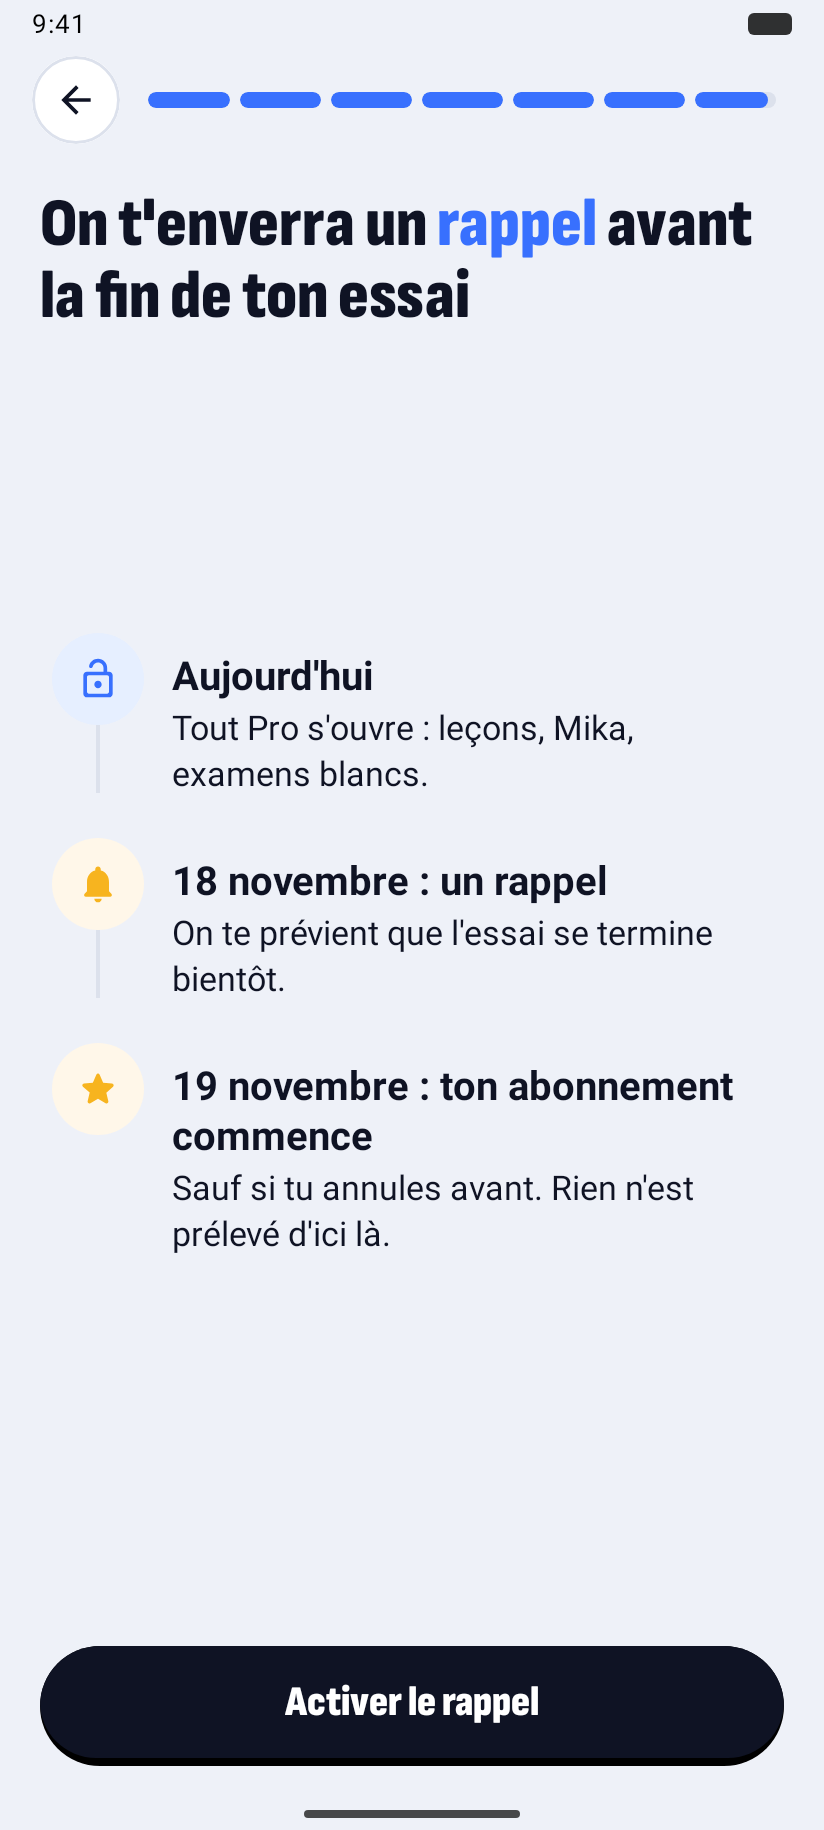 9:41
On t'enverra un rappel avant
la fin de ton essai
Aujourd'hui
Tout Pro s'ouvre : leçons, Mika,
examens blancs.
18 novembre : un rappel
On te prévient que l'essai se termine
bientôt.
19 novembre : ton abonnement
commence
Sauf si tu annules avant. Rien n'est
prélevé d'ici là.
Activer le rappel